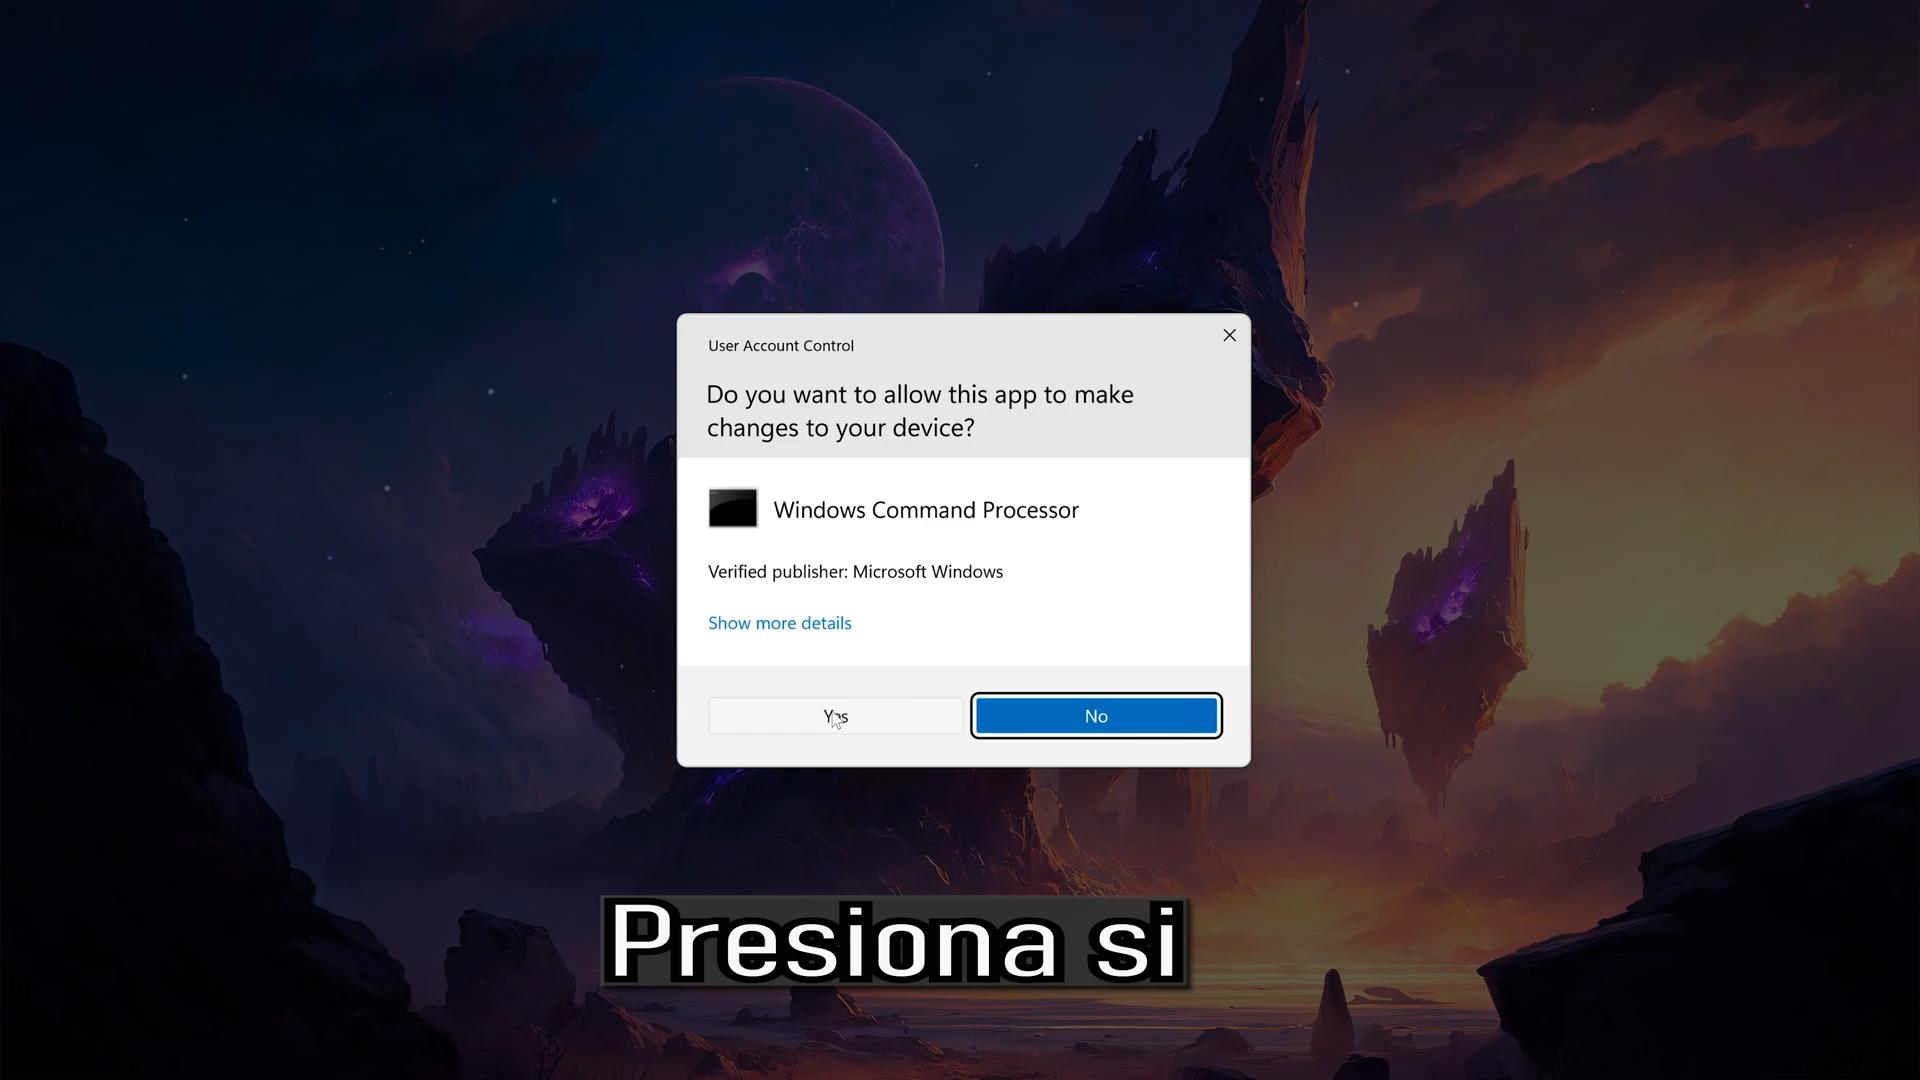 User Account Control
Do you want to allow this app to make
changes to your device?
Windows Command Processor
Verified publisher: Microsoft Windows
Show more details
Yes
No
Presiona si